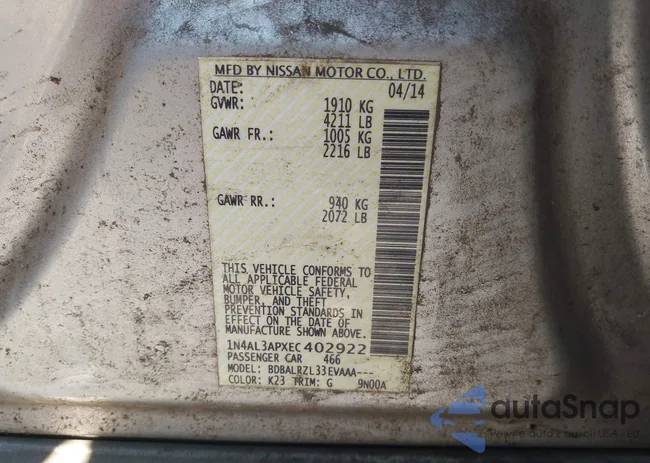 MFD BY NISSAN MOTOR CO., LTD.
DATE: 04/14
GVWR: 1910 KG
4211 LB
GAWR FR.: 1005 KG
2216 LB
GAWR RR.: 940 KG
2072 LB
THIS VEHICLE CONFORMS TO
ALL APPLICABLE FEDERAL
MOTOR VEHICLE SAFETY,
BUMPER, AND THEFT
PREVENTION STANDARDS IN
EFFECT ON THE DATE OF
MANUFACTURE SHOWN ABOVE.
1N4AL3APXEC402922
PASSENGER CAR 466
MODEL: BDBALRZL33EVAAA---
COLOR: K23 TRIM: G 9N00A
autoSnap